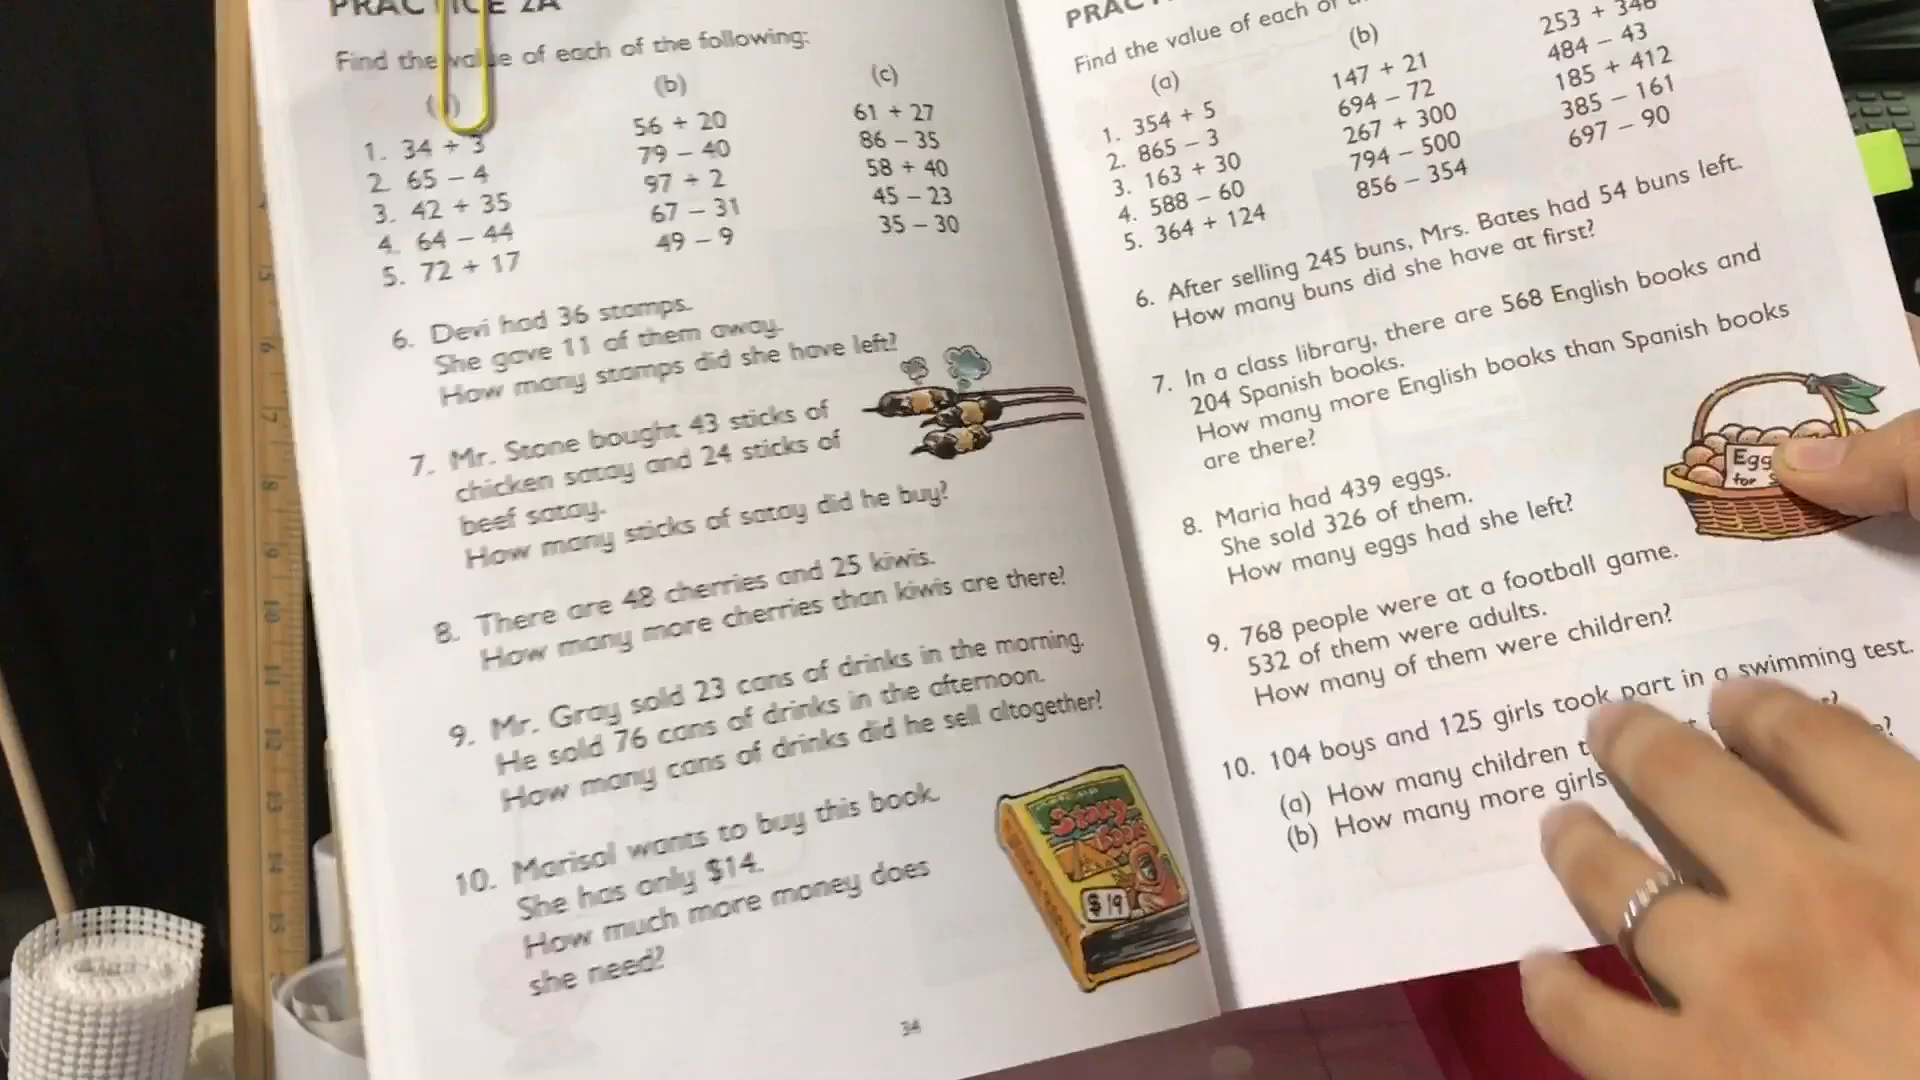 PRACTICE 2A
Find the value of each of the following:
(b)
(c)
1. 34 + 3
56 + 20
61 + 27
2. 65 − 4
79 − 40
86 − 35
3. 42 + 35
97 + 2
58 + 40
4. 64 − 44
67 − 31
45 − 23
5. 72 + 17
49 − 9
35 − 30
6. Devi had 36 stamps.
She gave 11 of them away.
How many stamps did she have left?
7. Mr. Stone bought 43 sticks of
chicken satay and 24 sticks of
beef satay.
How many sticks of satay did he buy?
8. There are 48 cherries and 25 kiwis.
How many more cherries than kiwis are there?
9. Mr. Gray sold 23 cans of drinks in the morning.
He sold 76 cans of drinks in the afternoon.
How many cans of drinks did he sell altogether?
10. Marisol wants to buy this book.
She has only $14.
How much more money does
she need?
Story
Book
$19
34
Find the value of each of
(a)
(b)
1. 354 + 5
147 + 21
253 + 346
2. 865 − 3
694 − 72
484 − 43
3. 163 + 30
267 + 300
185 + 412
4. 588 − 60
794 − 500
385 − 161
5. 364 + 124
856 − 354
697 − 90
6. After selling 245 buns, Mrs. Bates had 54 buns left.
How many buns did she have at first?
7. In a class library, there are 568 English books and
204 Spanish books.
How many more English books than Spanish books
are there?
8. Maria had 439 eggs.
She sold 326 of them.
How many eggs had she left?
Egg
for
9. 768 people were at a football game.
532 of them were adults.
How many of them were children?
10. 104 boys and 125 girls took part in a swimming test.
(a) How many children
(b) How many more girls